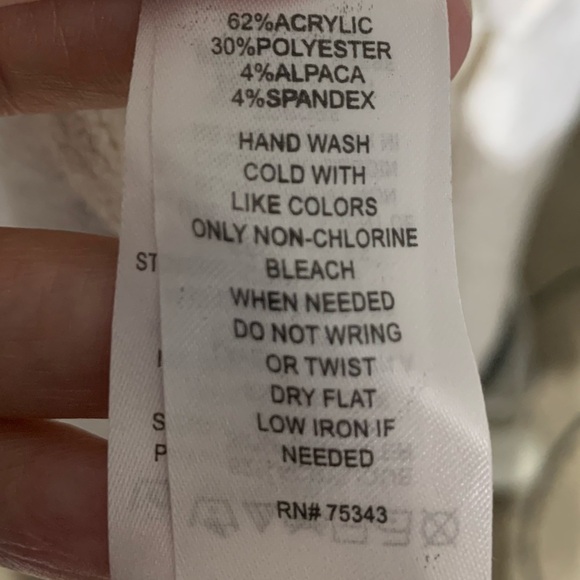 62%ACRYLIC
30%POLYESTER
4%ALPACA
4%SPANDEX
HAND WASH
COLD WITH
LIKE COLORS
ONLY NON-CHLORINE
BLEACH
WHEN NEEDED
DO NOT WRING
OR TWIST
DRY FLAT
LOW IRON IF
NEEDED
RN# 75343